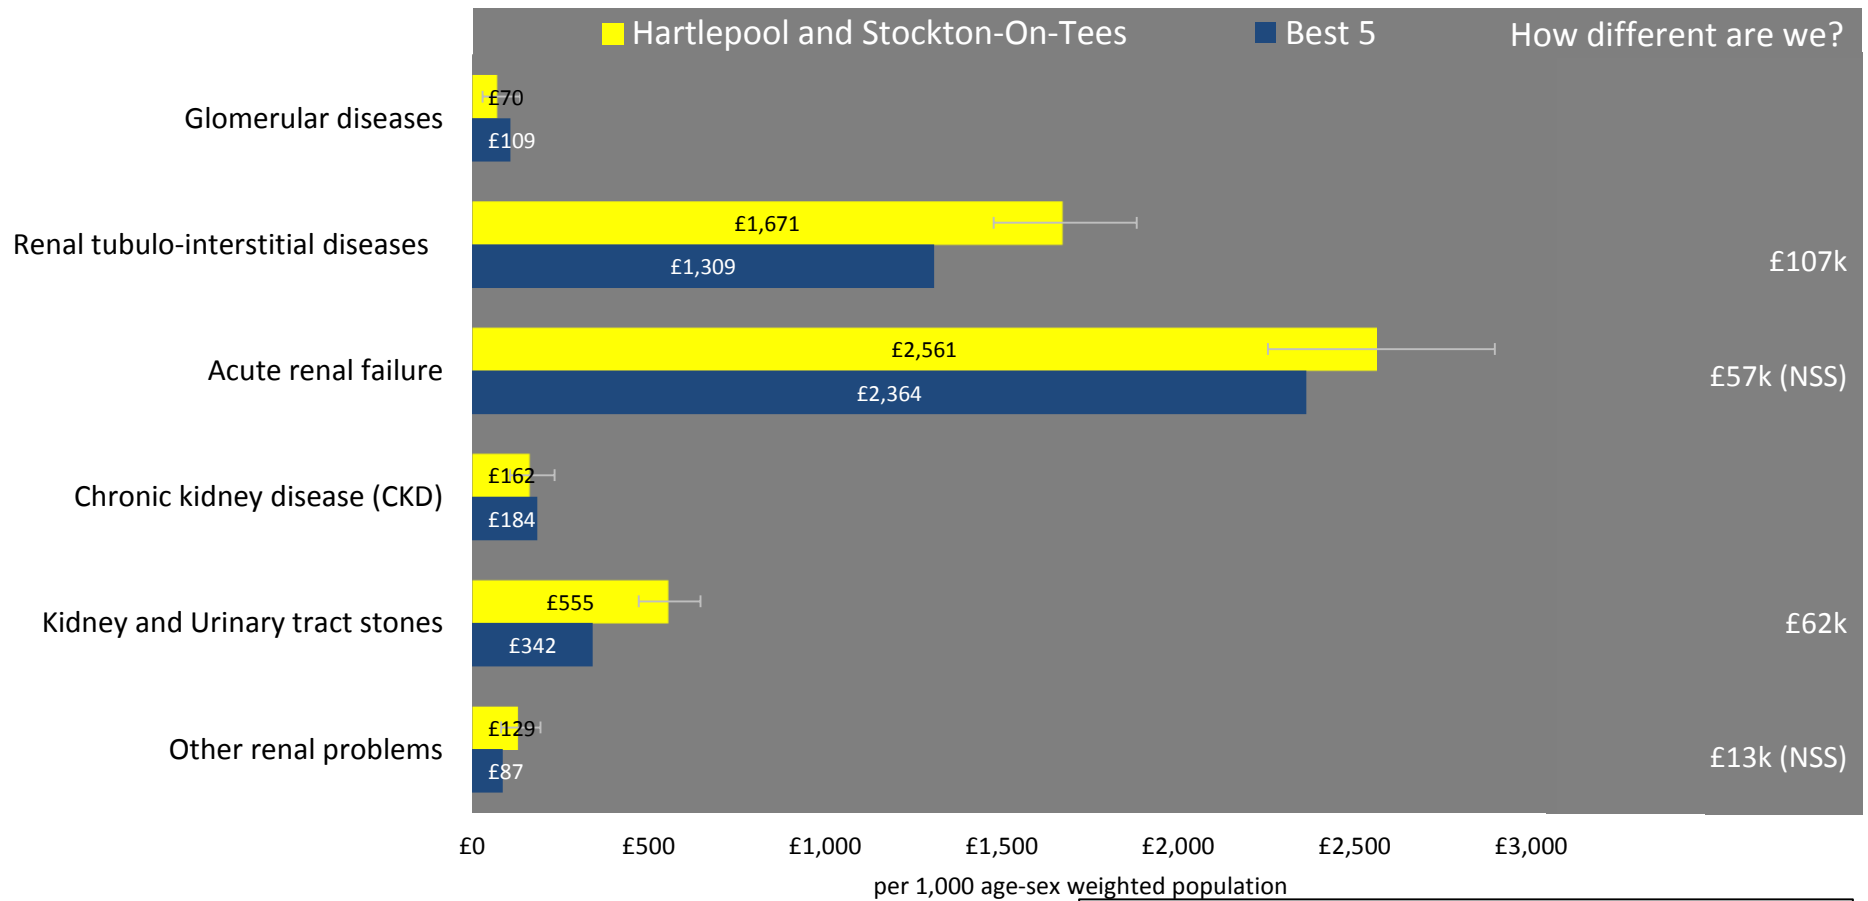 Hartlepool and Stockton-On-Tees Best 5 How different are we?
Glomerular diseases
£70
£109
Renal tubulo-interstitial diseases
£1,671
£1,309
£107k
Acute renal failure
£2,561
£2,364
£57k (NSS)
Chronic kidney disease (CKD)
£162
£184
Kidney and Urinary tract stones
£555
£342
£62k
Other renal problems
£129
£87
£13k (NSS)
£0 £500 £1,000 £1,500 £2,000 £2,500 £3,000
per 1,000 age-sex weighted population